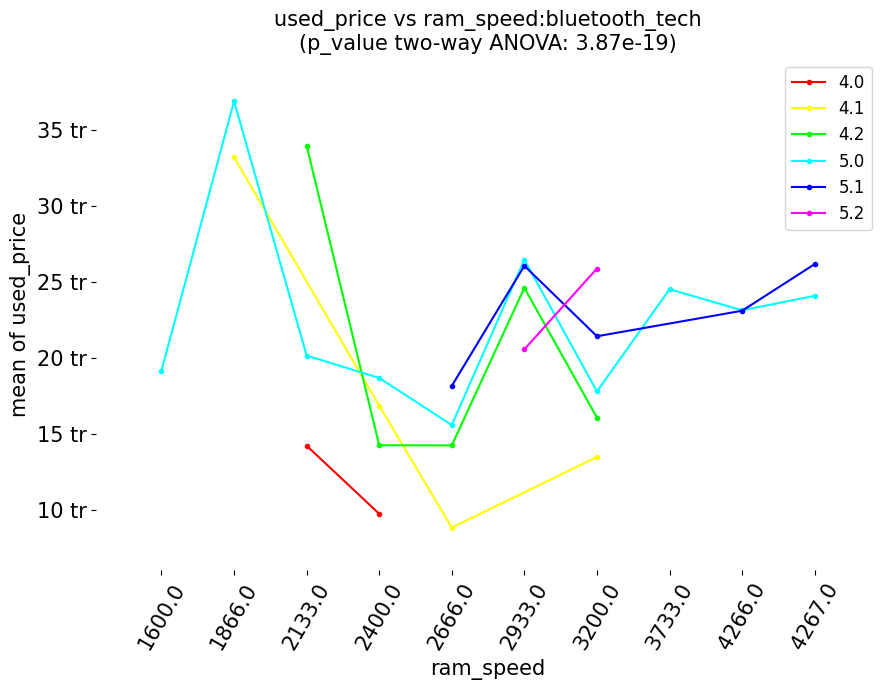 used_price vs ram_speed:bluetooth_tech
(p_value two-way ANOVA: 3.87e-19)
4.0
4.1
4.2
5.0
5.1
5.2
mean of used_price
35 tr
30 tr
25 tr
20 tr
15 tr
10 tr
1600.0
1866.0
2133.0
2400.0
2666.0
2933.0
3200.0
3733.0
4266.0
4267.0
ram_speed